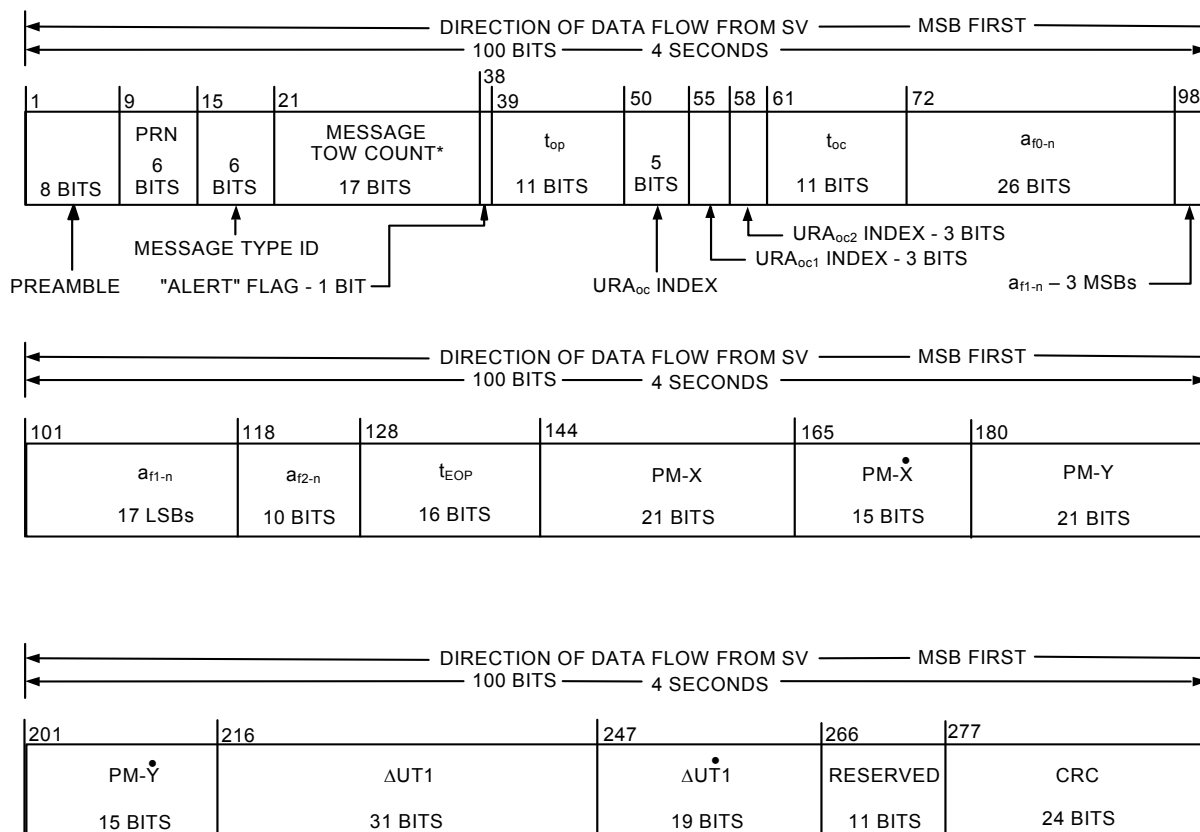 DIRECTION OF DATA FLOW FROM SV MSB FIRST
100 BITS 4 SECONDS
1 9 15 21 38 39 50 55 58 61 72 98
8 BITS
PRN
6
BITS
6
BITS
MESSAGE
TOW COUNT*
17 BITS
t_op
11 BITS
5
BITS
t_oc
11 BITS
a_f0-n
26 BITS
PREAMBLE
MESSAGE TYPE ID
"ALERT" FLAG - 1 BIT
URA_oc INDEX
URA_oc2 INDEX - 3 BITS
URA_oc1 INDEX - 3 BITS
a_f1-n – 3 MSBs
DIRECTION OF DATA FLOW FROM SV MSB FIRST
100 BITS 4 SECONDS
101 118 128 144 165 180
a_f1-n
17 LSBs
a_f2-n
10 BITS
t_EOP
16 BITS
PM-X
21 BITS
PM-Ẋ
15 BITS
PM-Y
21 BITS
DIRECTION OF DATA FLOW FROM SV MSB FIRST
100 BITS 4 SECONDS
201 216 247 266 277
PM-Ẏ
15 BITS
ΔUT1
31 BITS
ΔUṪ1
19 BITS
RESERVED
11 BITS
CRC
24 BITS